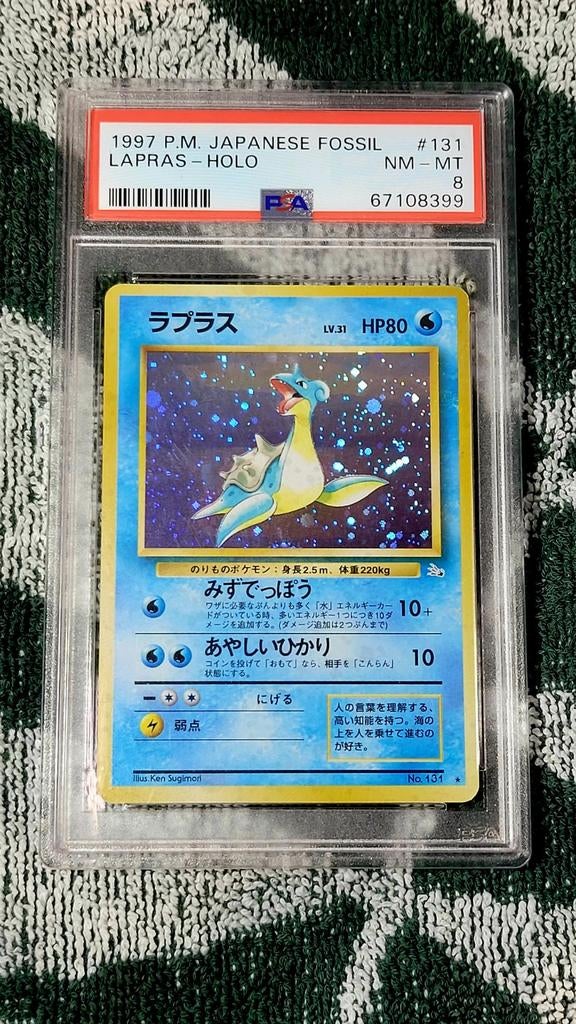 1997 P.M. JAPANESE FOSSIL #131
LAPRAS - HOLO NM - MT
8
PSA 67108399
ラプラス LV.31 HP80
のりものポケモン：身長2.5m、体重220kg
みずでっぽう
ワザに必要なぶんよりも多く「水」エネルギーカー
ドがついている時、多いエネルギー1つにつき10ダ
メージを追加する。(ダメージ追加は2つぶんまで)
10+
あやしいひかり
コインを投げて「おもて」なら、相手を「こんらん」
状態にする。
10
にげる
弱点
人の言葉を理解する、
高い知能を持つ。海の
上を人を乗せて進むの
が好き。
Illus. Ken Sugimori No. 131 ★